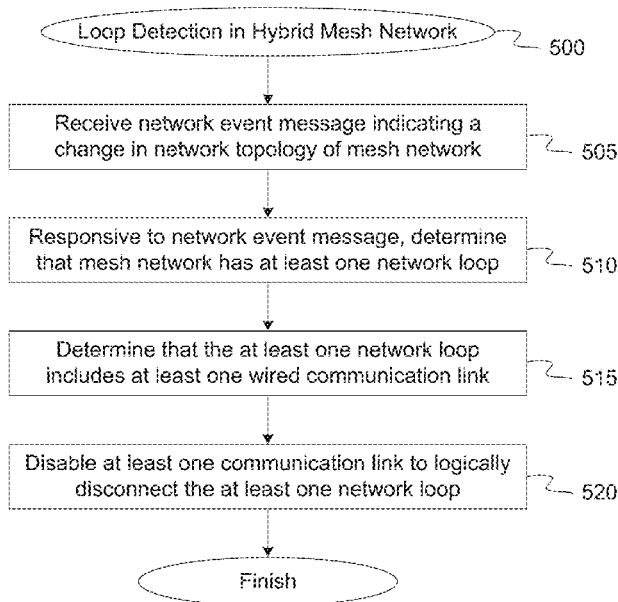 Loop Detection in Hybrid Mesh Network
500
Receive network event message indicating a
change in network topology of mesh network
505
Responsive to network event message, determine
that mesh network has at least one network loop
510
Determine that the at least one network loop
includes at least one wired communication link
515
Disable at least one communication link to logically
disconnect the at least one network loop
520
Finish